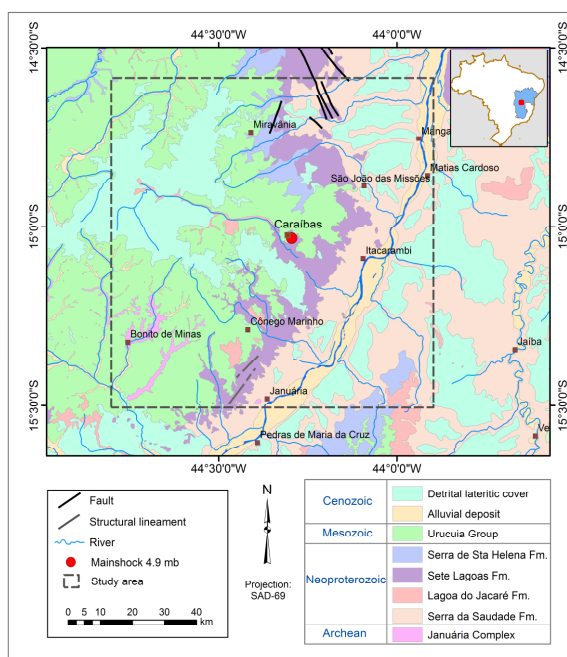 44°30'0"S
44°0'0"S
14°30'0"S
14°30'0"S
Miravânia
Manga
Matias Cardoso
São João das Missões
15°0'0"S
15°0'0"S
Caraíbas
Itacarambi
Cônego Marinho
Bonito de Minas
Jaíba
Januária
15°30'0"S
15°30'0"S
Pedras de Maria da Cruz
Ve
44°30'0"S
44°0'0"S
Fault
Structural lineament
River
Mainshock 4.9 mb
Study area
0 5 10 20 30 40
km
N
Projection:
SAD-69
Cenozoic
Detrital lateritic cover
Alluvial deposit
Mesozoic
Urucuia Group
Neoproterozoic
Serra de Sta Helena Fm.
Sete Lagoas Fm.
Lagoa do Jacaré Fm.
Serra da Saudade Fm.
Archean
Januária Complex